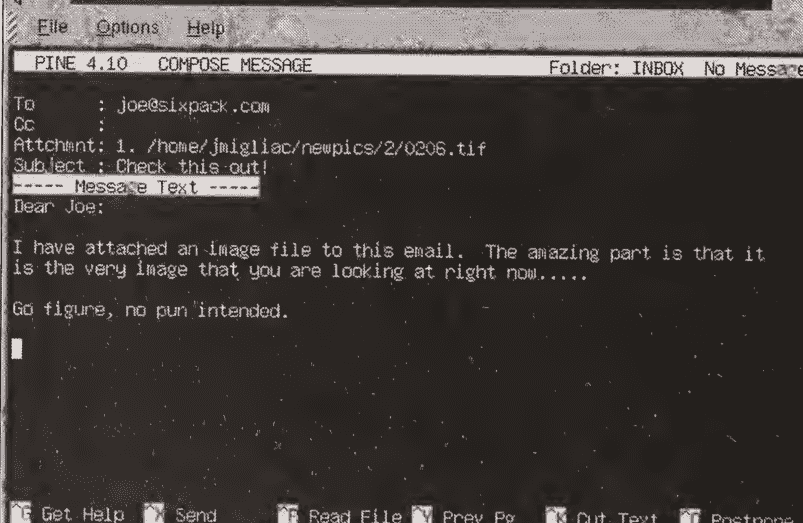 File Options Help
PINE 4.10 COMPOSE MESSAGE Folder: INBOX No Message
To : joe@sixpack.com
Cc :
Attchmnt: 1. /home/jmigliac/newpics/2/0206.tif
Subject : Check this out!
----- Message Text -----
Dear Joe:
I have attached an image file to this email. The amazing part is that it
is the very image that you are looking at right now.....
Go figure, no pun intended.
^G Get Help ^X Send ^R Read File ^Y Prev Pg ^K Cut Text ^O Postpone